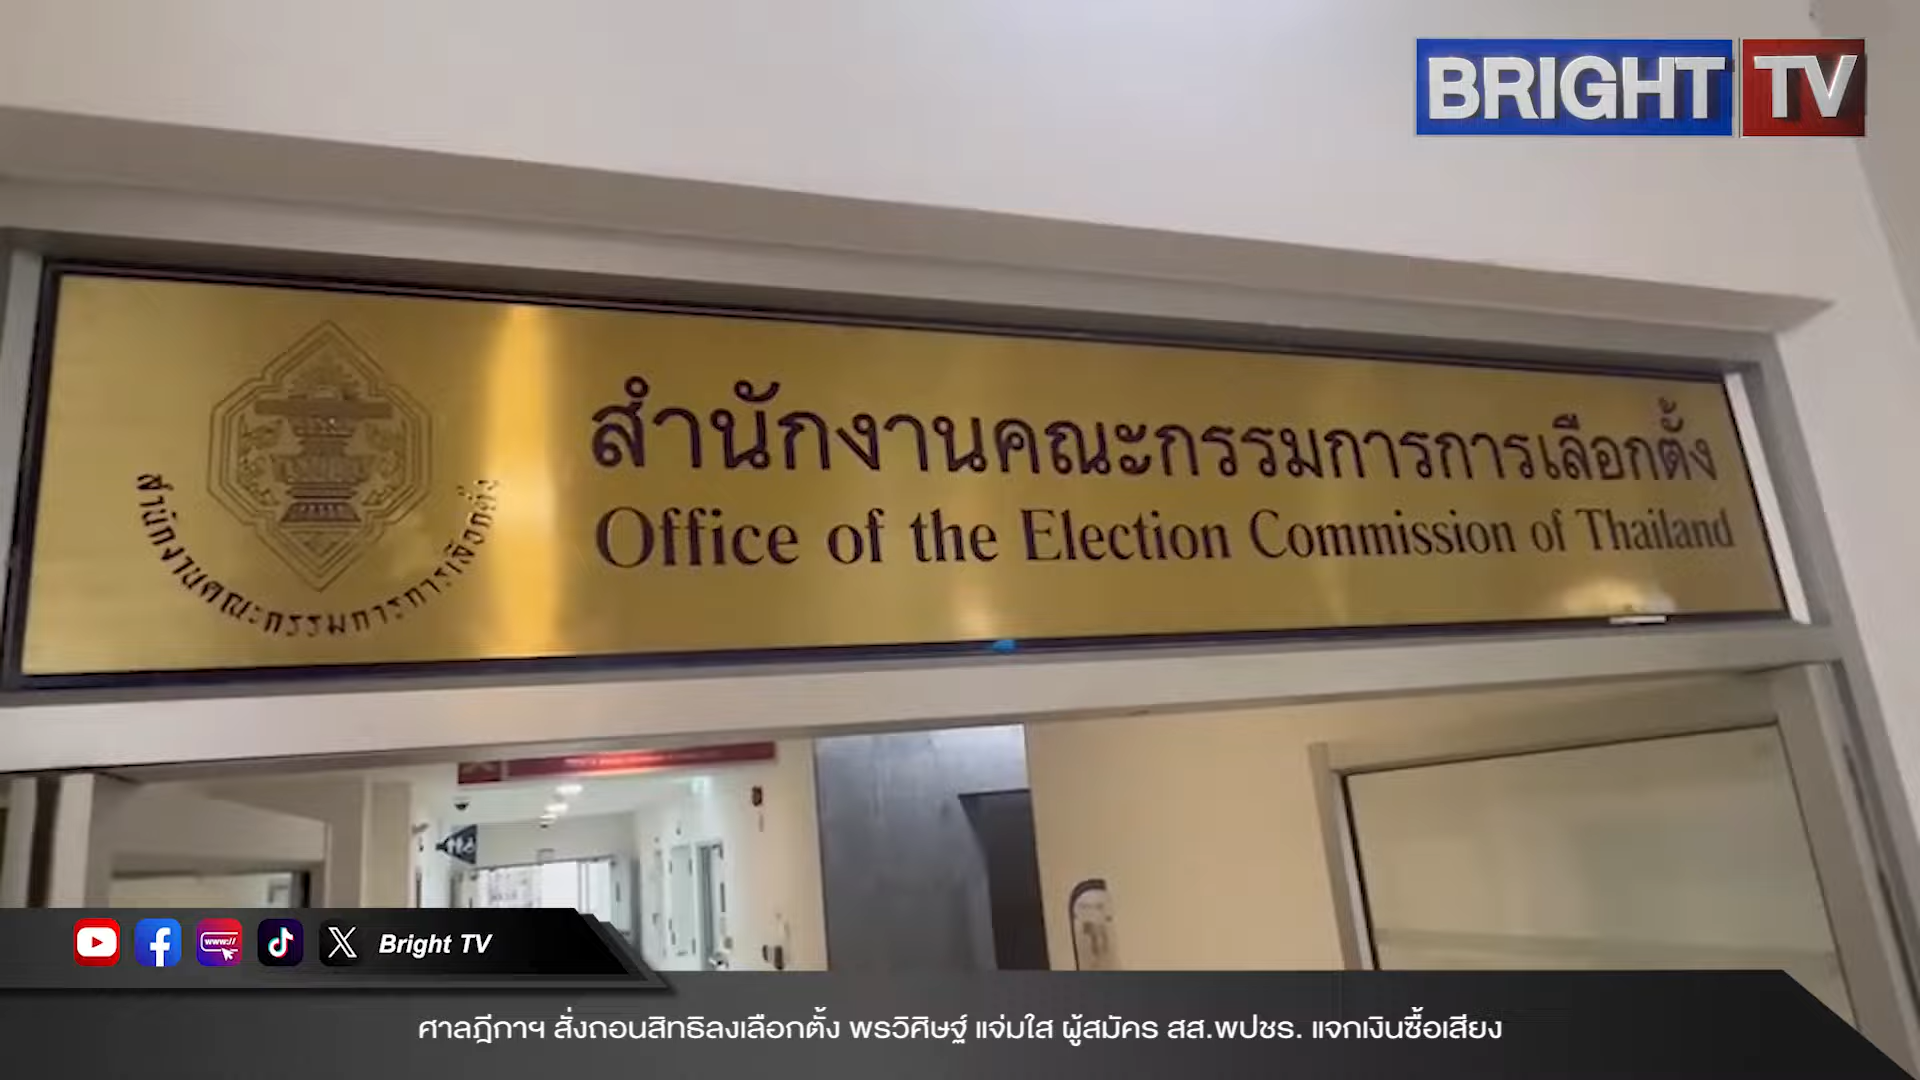 BRIGHT TV
สำนักงานคณะกรรมการการเลือกตั้ง
Office of the Election Commission of Thailand
สำนักงานคณะกรรมการการเลือกตั้ง
www://
Bright TV
ศาลฎีกาฯ สั่งถอนสิทธิลงเลือกตั้ง พรวิศิษฐ์ แจ่มใส ผู้สมัคร สส.พปชร. แจกเงินซื้อเสียง